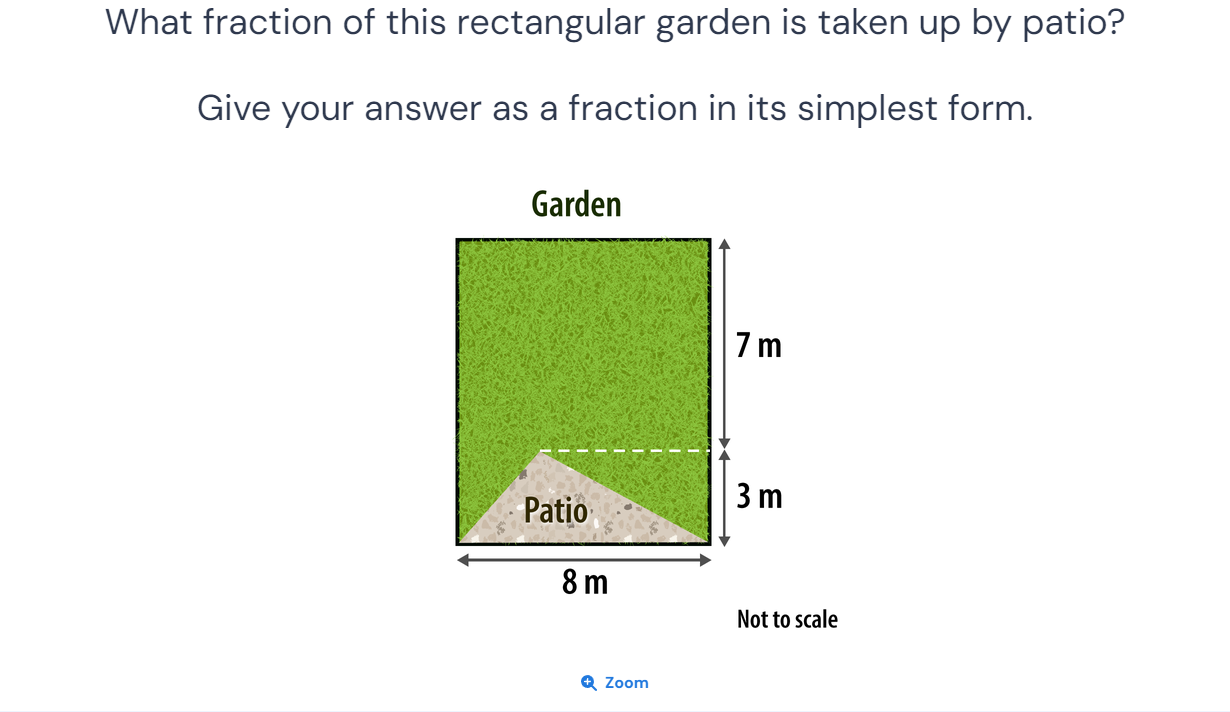 What fraction of this rectangular garden is taken up by patio?
Give your answer as a fraction in its simplest form.
Garden
7 m
Patio
3 m
8 m
Not to scale
Zoom